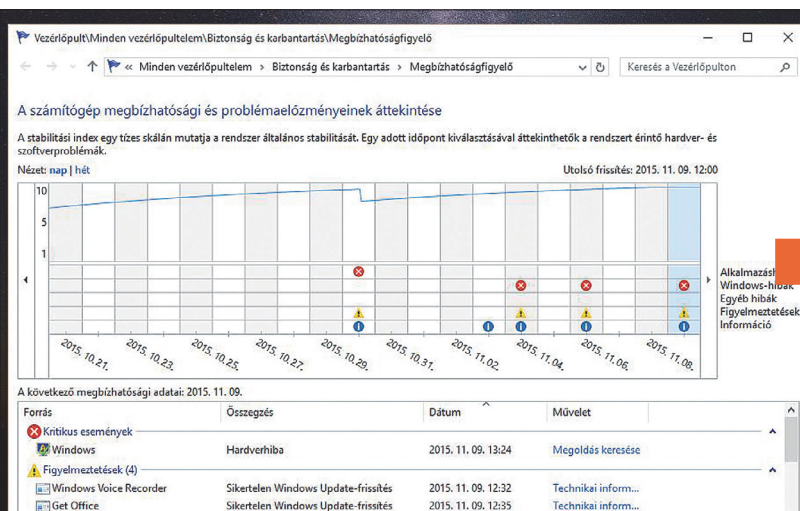 Vezérlőpult\Minden vezérlőpultelem\Biztonság és karbantartás\Megbízhatóságfigyelő
« Minden vezérlőpultelem > Biztonság és karbantartás > Megbízhatóságfigyelő
Keresés a Vezérlőpulton
A számítógép megbízhatósági és problémaelőzményeinek áttekintése
A stabilitási index egy tízes skálán mutatja a rendszer általános stabilitását. Egy adott időpont kiválasztásával áttekinthetők a rendszert érintő hardver- és
szoftverproblémák.
Nézet: nap | hét Utolsó frissítés: 2015. 11. 09. 12:00
10
5
1
Windows-hibák
Egyéb hibák
Figyelmeztetések
Információ
2015. 10. 21. 2015. 10. 23. 2015. 10. 25. 2015. 10. 27. 2015. 10. 29. 2015. 10. 31. 2015. 11. 02. 2015. 11. 04. 2015. 11. 06. 2015. 11. 08.
A következő megbízhatósági adatai: 2015. 11. 09.
Forrás Összegzés Dátum Művelet
Kritikus események
Windows Hardverhiba 2015. 11. 09. 13:24 Megoldás keresése
Figyelmeztetések (4)
Windows Voice Recorder Sikertelen Windows Update-frissítés 2015. 11. 09. 12:32 Technikai inform...
Get Office Sikertelen Windows Update-frissítés 2015. 11. 09. 12:35 Technikai inform...